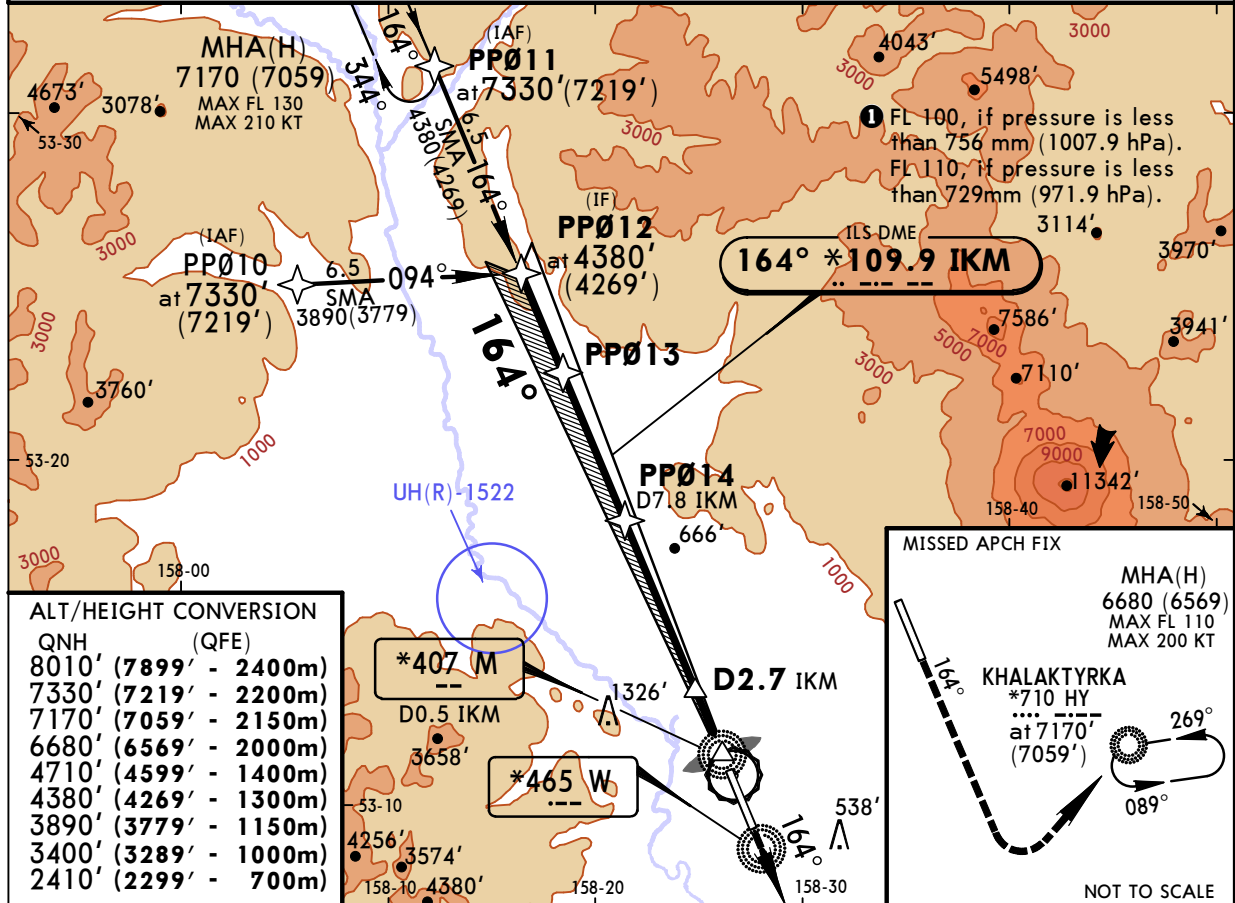 164°
344°
MHA(H)
7170 (7059)
MAX FL 130
MAX 210 KT
(IAF)
PPØ11
at 7330′ (7219′)
4043′
3000
3000
5498′
4673′
3078′
53-30
6.5
164°
SMA
4380(4269)
3000
❶ FL 100, if pressure is less
than 756 mm (1007.9 hPa).
FL 110, if pressure is less
than 729mm (971.9 hPa).
3114′
3970′
3000
(IAF)
PPØ10
at 7330′
(7219′)
6.5
094°
SMA
3890(3779)
(IF)
PPØ12
at 4380′
(4269′)
ILS DME
164° *109.9 IKM
.. -.- --
3000
164°
PPØ13
7586′
7000
5000
3941′
3000
7110′
3760′
1000
53-20
7000
9000
11342′
158-40
158-50
UH(R)-1522
PPØ14
D7.8 IKM
666′
1000
3000
158-00
ALT/HEIGHT CONVERSION
QNH (QFE)
8010′ (7899′ - 2400m)
7330′ (7219′ - 2200m)
7170′ (7059′ - 2150m)
6680′ (6569′ - 2000m)
4710′ (4599′ - 1400m)
4380′ (4269′ - 1300m)
3890′ (3779′ - 1150m)
3400′ (3289′ - 1000m)
2410′ (2299′ - 700m)
*407 M
--
D0.5 IKM
1326′
D2.7 IKM
3658′
*465 W
.--
53-10
538′
164°
4256′
3574′
4380′
158-10
158-20
158-30
MISSED APCH FIX
MHA(H)
6680 (6569)
MAX FL 110
MAX 200 KT
164°
KHALAKTYRKA
*710 HY
.... -.--
at 7170′
(7059′)
269°
089°
NOT TO SCALE